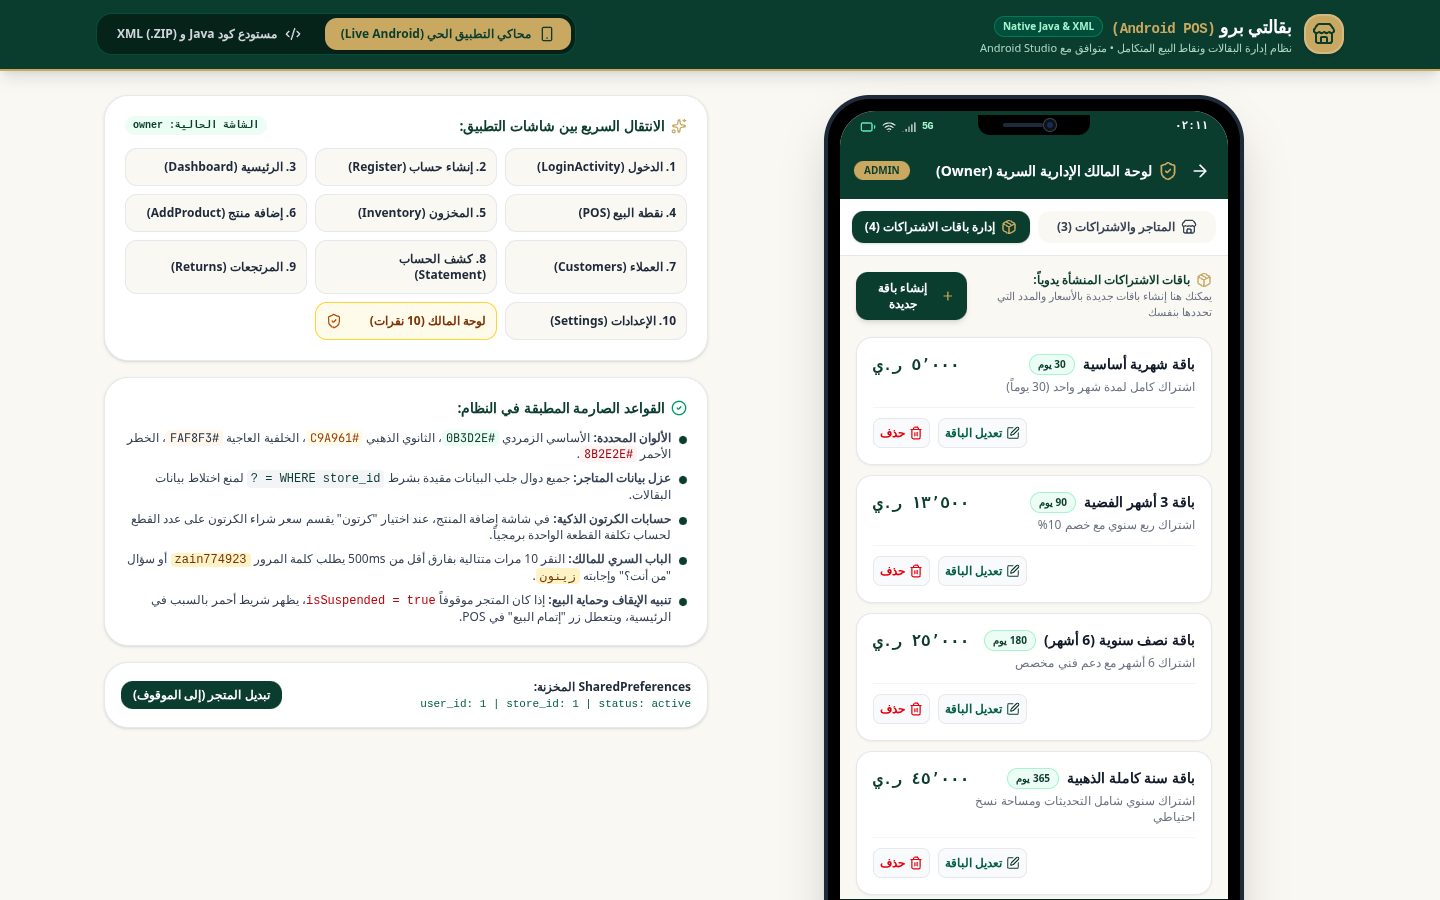 بقالتي برو (Android POS) Native Java & XML
نظام إدارة البقالات ونقاط البيع المتكامل • متوافق مع Android Studio
محاكي التطبيق الحي (Live Android)
مستودع كود Java و XML (.ZIP)
٠٢:١١
5G
لوحة المالك الإدارية السرية (Owner)
ADMIN
المتاجر والاشتراكات (3)
إدارة باقات الاشتراكات (4)
باقات الاشتراكات المنشأة يدوياً:
يمكنك هنا إنشاء باقات جديدة بالأسعار والمدد التي
تحددها بنفسك
إنشاء باقة
جديدة
باقة شهرية أساسية 30 يوم ٥٬٠٠٠ ر.ي
اشتراك كامل لمدة شهر واحد (30 يوماً)
تعديل الباقة حذف
باقة 3 أشهر الفضية 90 يوم ١٣٬٥٠٠ ر.ي
اشتراك ربع سنوي مع خصم 10%
تعديل الباقة حذف
باقة نصف سنوية (6 أشهر) 180 يوم ٢٥٬٠٠٠ ر.ي
اشتراك 6 أشهر مع دعم فني مخصص
تعديل الباقة حذف
باقة سنة كاملة الذهبية 365 يوم ٤٥٬٠٠٠ ر.ي
اشتراك سنوي شامل التحديثات ومساحة نسخ
احتياطي
تعديل الباقة حذف
الانتقال السريع بين شاشات التطبيق:
الشاشة الحالية: owner
1. الدخول (LoginActivity)
2. إنشاء حساب (Register)
3. الرئيسية (Dashboard)
4. نقطة البيع (POS)
5. المخزون (Inventory)
6. إضافة منتج (AddProduct)
7. العملاء (Customers)
8. كشف الحساب
(Statement)
9. المرتجعات (Returns)
10. الإعدادات (Settings)
لوحة المالك (10 نقرات)
القواعد الصارمة المطبقة في النظام:
الألوان المحددة: الأساسي الزمردي #0B3D2E، الثانوي الذهبي #C9A961، الخلفية العاجية #FAF8F3، الخطر
الأحمر #8B2E2E.
عزل بيانات المتاجر: جميع دوال جلب البيانات مقيدة بشرط WHERE store_id = ? لمنع اختلاط بيانات
البقالات.
حسابات الكرتون الذكية: في شاشة إضافة المنتج، عند اختيار "كرتون" يقسم سعر شراء الكرتون على عدد القطع
لحساب تكلفة القطعة الواحدة برمجياً.
الباب السري للمالك: النقر 10 مرات متتالية بفارق أقل من 500ms يطلب كلمة المرور zain774923 أو سؤال
"من أنت؟" وإجابته زيتون.
تنبيه الإيقاف وحماية البيع: إذا كان المتجر موقوفاً isSuspended = true، يظهر شريط أحمر بالسبب في
الرئيسية، ويتعطل زر "إتمام البيع" في POS.
SharedPreferences المخزنة:
user_id: 1 | store_id: 1 | status: active
تبديل المتجر (إلى الموقوف)